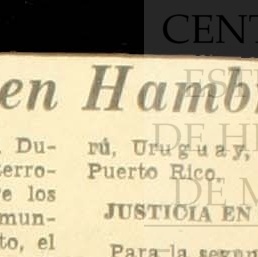 CENT
en Hamb
DE H
. Du-
erro-
e los
mun-
to, el
rú, Uruguay,
Puerto Rico.
DE M
JUSTICIA EN
Para la segun